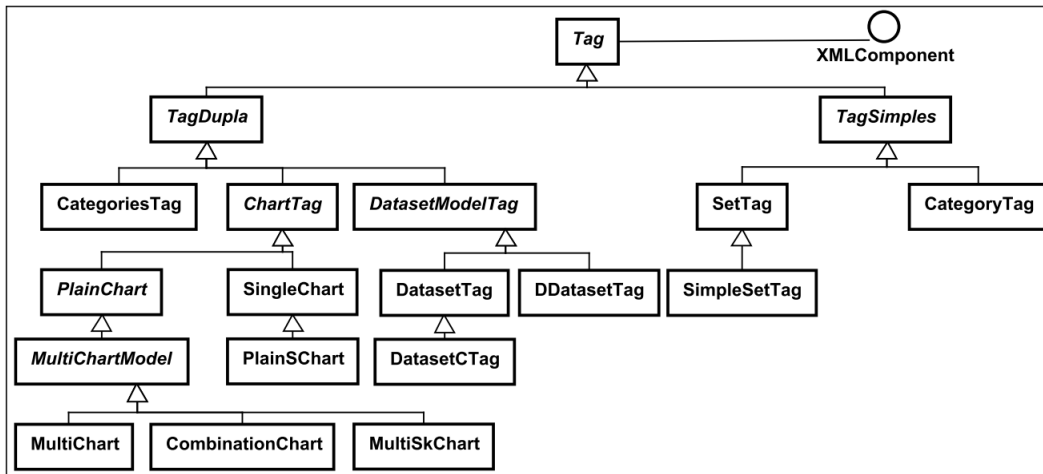 Tag
XMLComponent
TagDupla
TagSimples
CategoriesTag
ChartTag
DatasetModelTag
SetTag
CategoryTag
PlainChart
SingleChart
DatasetTag
DDatasetTag
SimpleSetTag
MultiChartModel
PlainSChart
DatasetCTag
MultiChart
CombinationChart
MultiSkChart